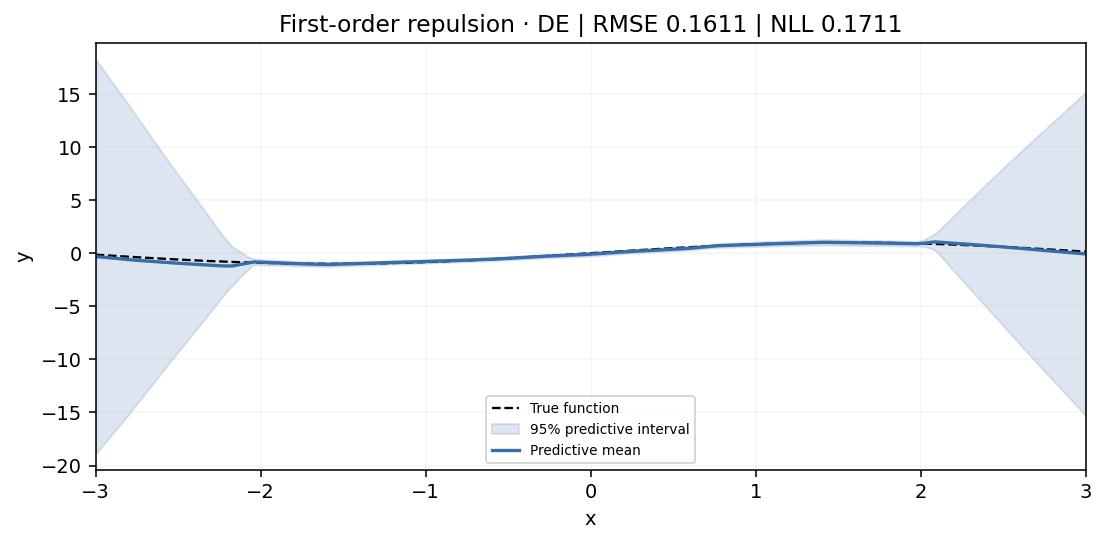 First-order repulsion · DE | RMSE 0.1611 | NLL 0.1711
y
15
10
5
0
−5
−10
−15
−20
True function
95% predictive interval
Predictive mean
−3 −2 −1 0 1 2 3
x